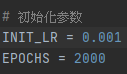 # 初始化参数
INIT_LR = 0.001
EPOCHS = 2000